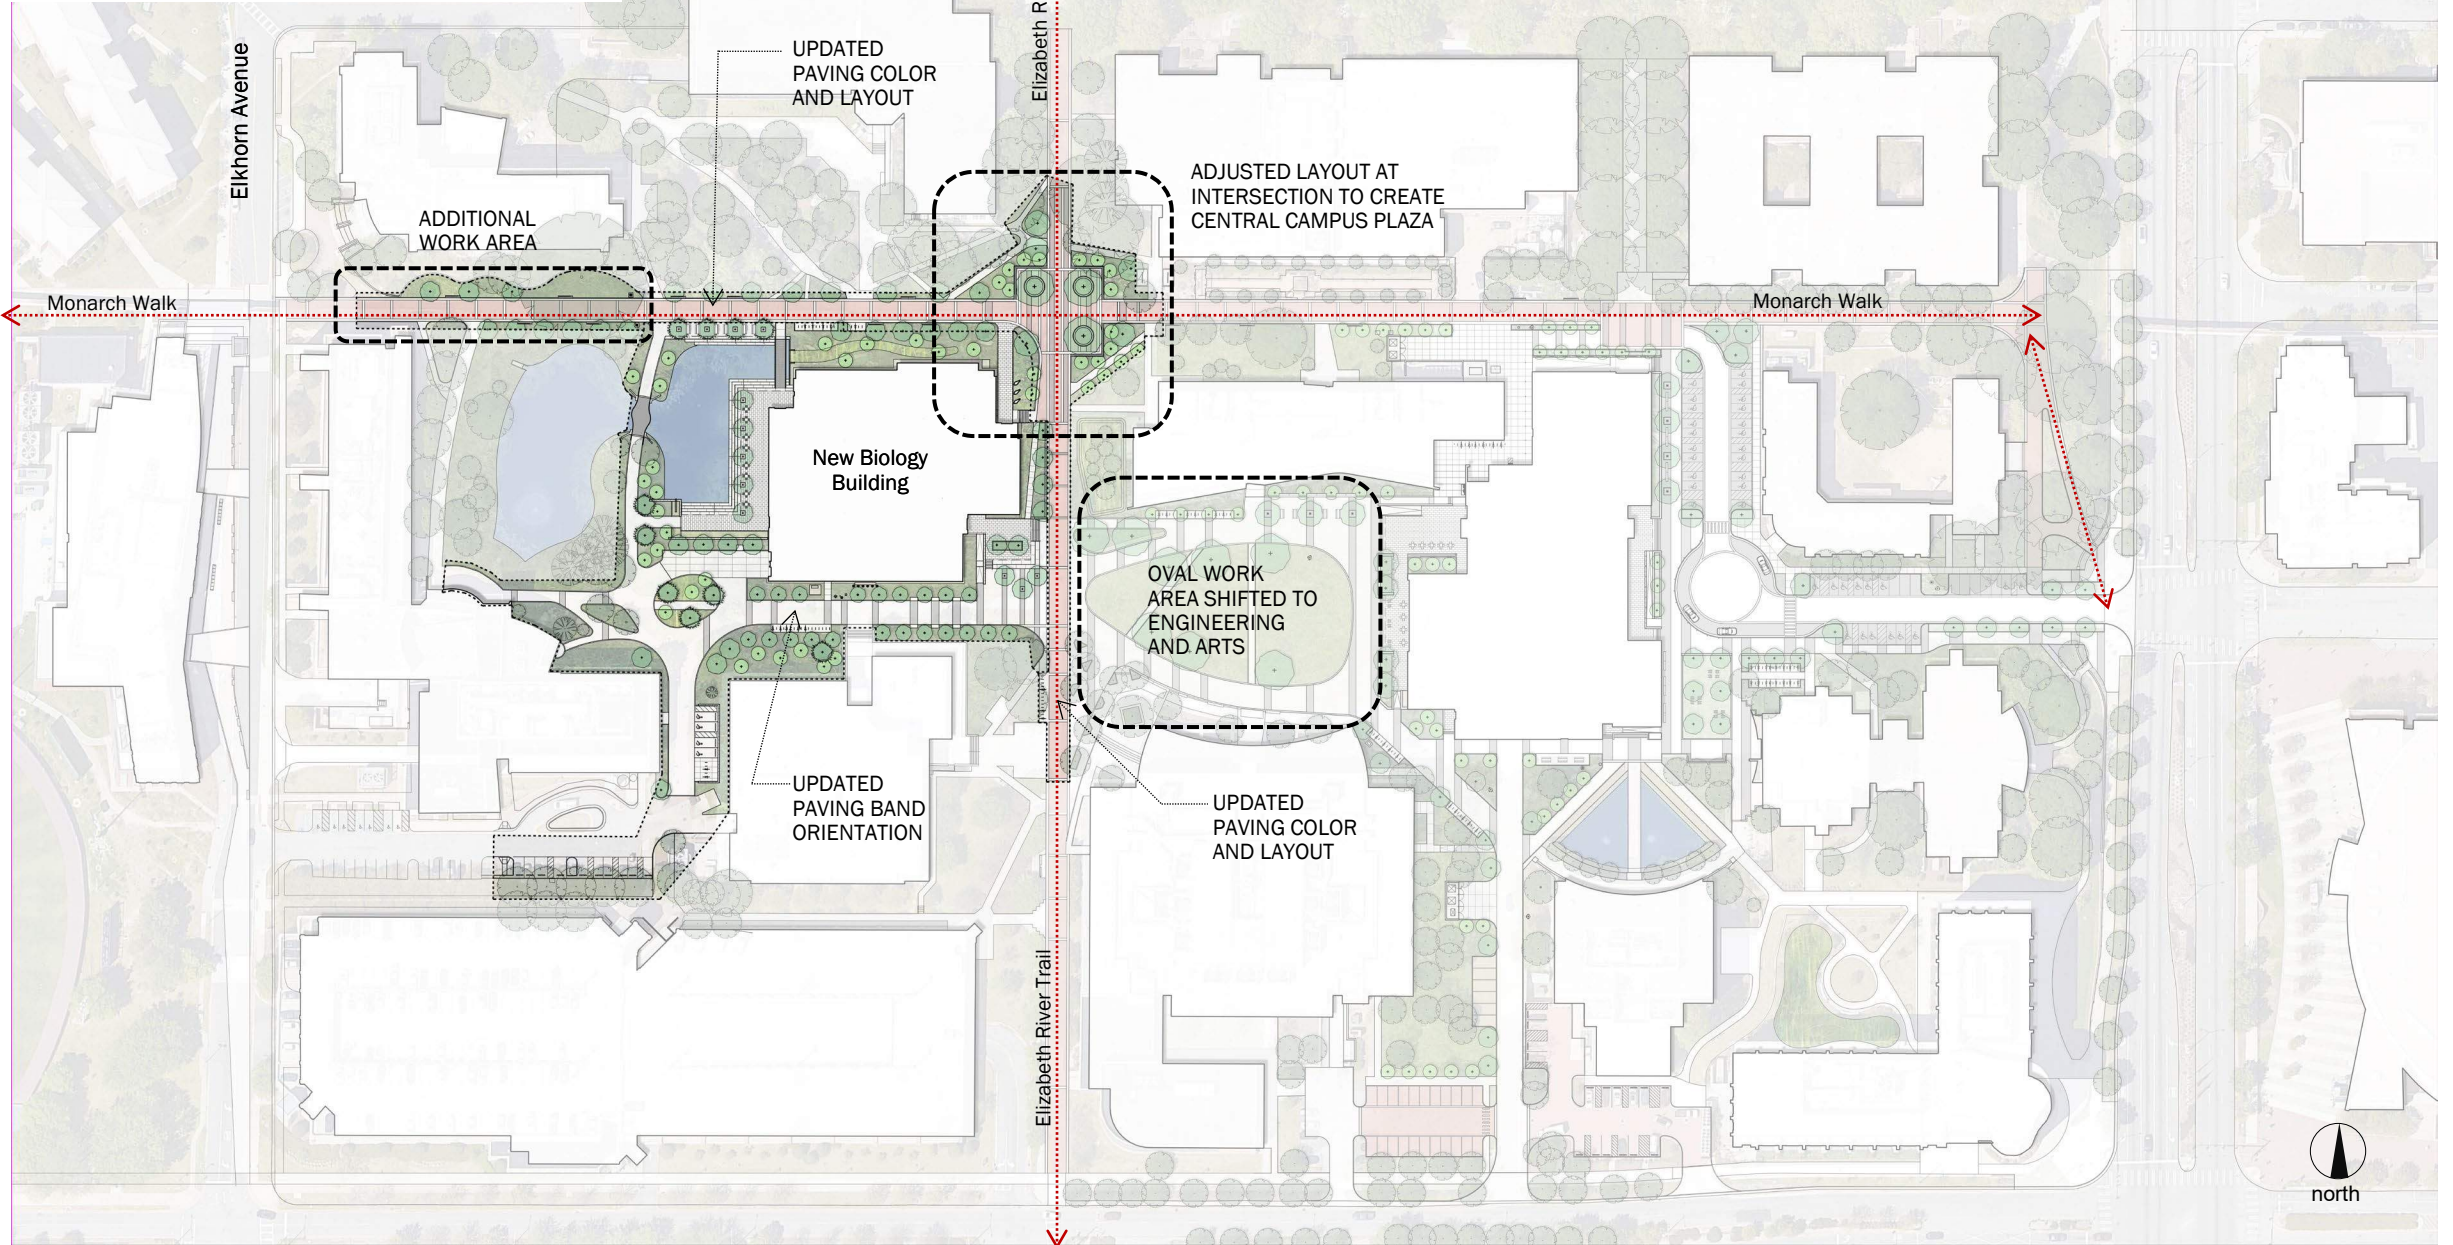 Elkhorn Avenue
UPDATED
PAVING COLOR
AND LAYOUT
Elizabeth R
ADJUSTED LAYOUT AT
INTERSECTION TO CREATE
CENTRAL CAMPUS PLAZA
ADDITIONAL
WORK AREA
Monarch Walk
Monarch Walk
New Biology
Building
OVAL WORK
AREA SHIFTED TO
ENGINEERING
AND ARTS
UPDATED
PAVING BAND
ORIENTATION
UPDATED
PAVING COLOR
AND LAYOUT
Elizabeth River Trail
north